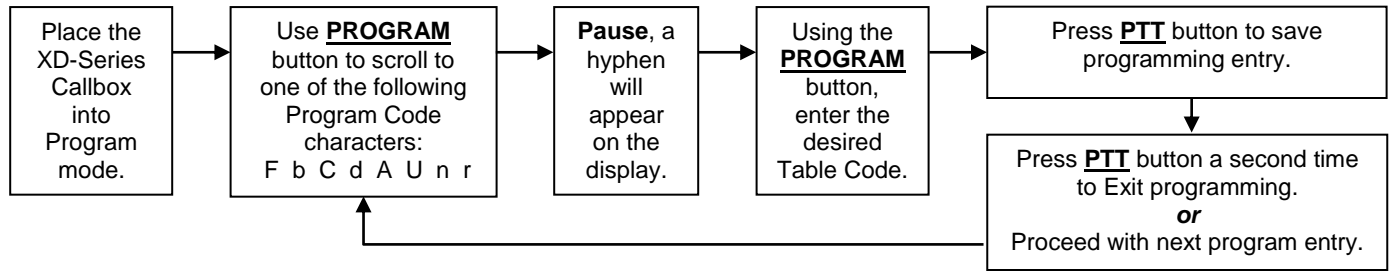 Place the
XD-Series
Callbox
into
Program
mode.
Use PROGRAM
button to scroll to
one of the following
Program Code
characters:
F b C d A U n r
Pause, a
hyphen
will
appear
on the
display.
Using the
PROGRAM
button,
enter the
desired
Table Code.
Press PTT button to save
programming entry.
Press PTT button a second time
to Exit programming.
or
Proceed with next program entry.